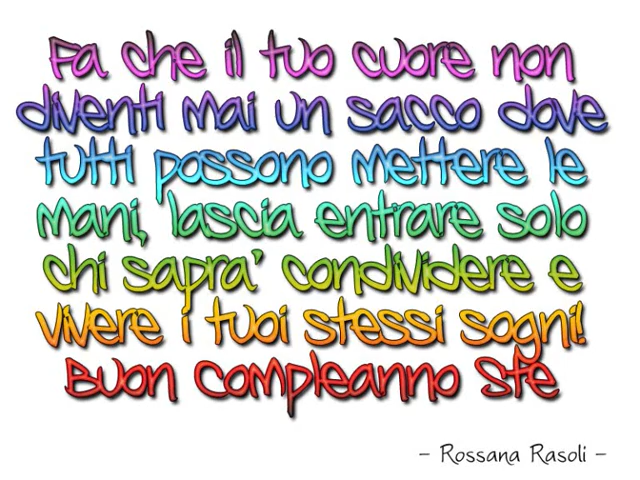 Fa che il tuo cuore non
diventi mai un sacco dove
tutti possono mettere le
mani, lascia entrare solo
chi sapra' condividere e
vivere i tuoi stessi sogni!
Buon compleanno Ste
- Rossana Rasoli -